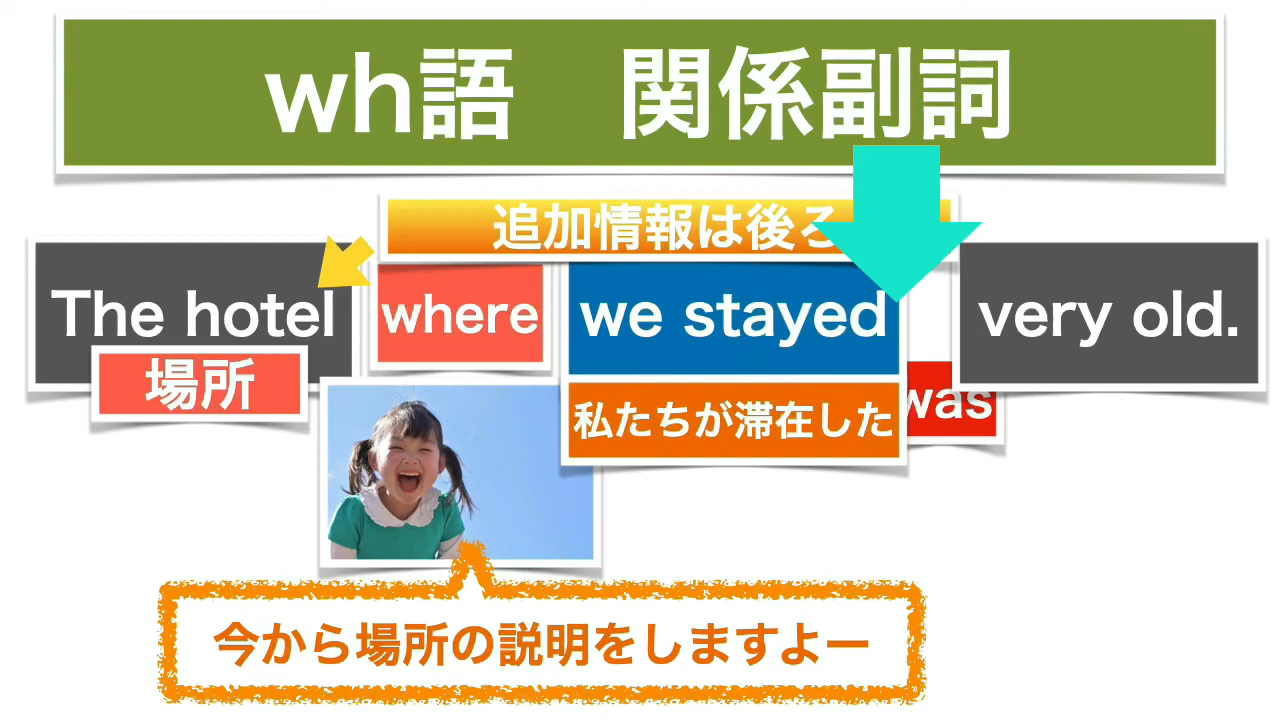 wh語　関係副詞
追加情報は後ろ
The hotel where we stayed very old.
場所
私たちが滞在した
was
今から場所の説明をしますよー